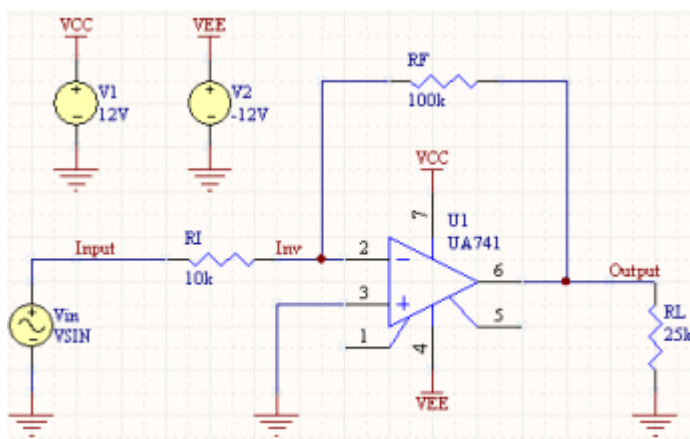 VCC
VEE
V1
12V
V2
-12V
RF
100k
VCC
7
U1
UA741
Input
RI
10k
Inv
2
3
6
Output
1
5
4
VEE
Vin
VSIN
RL
25k